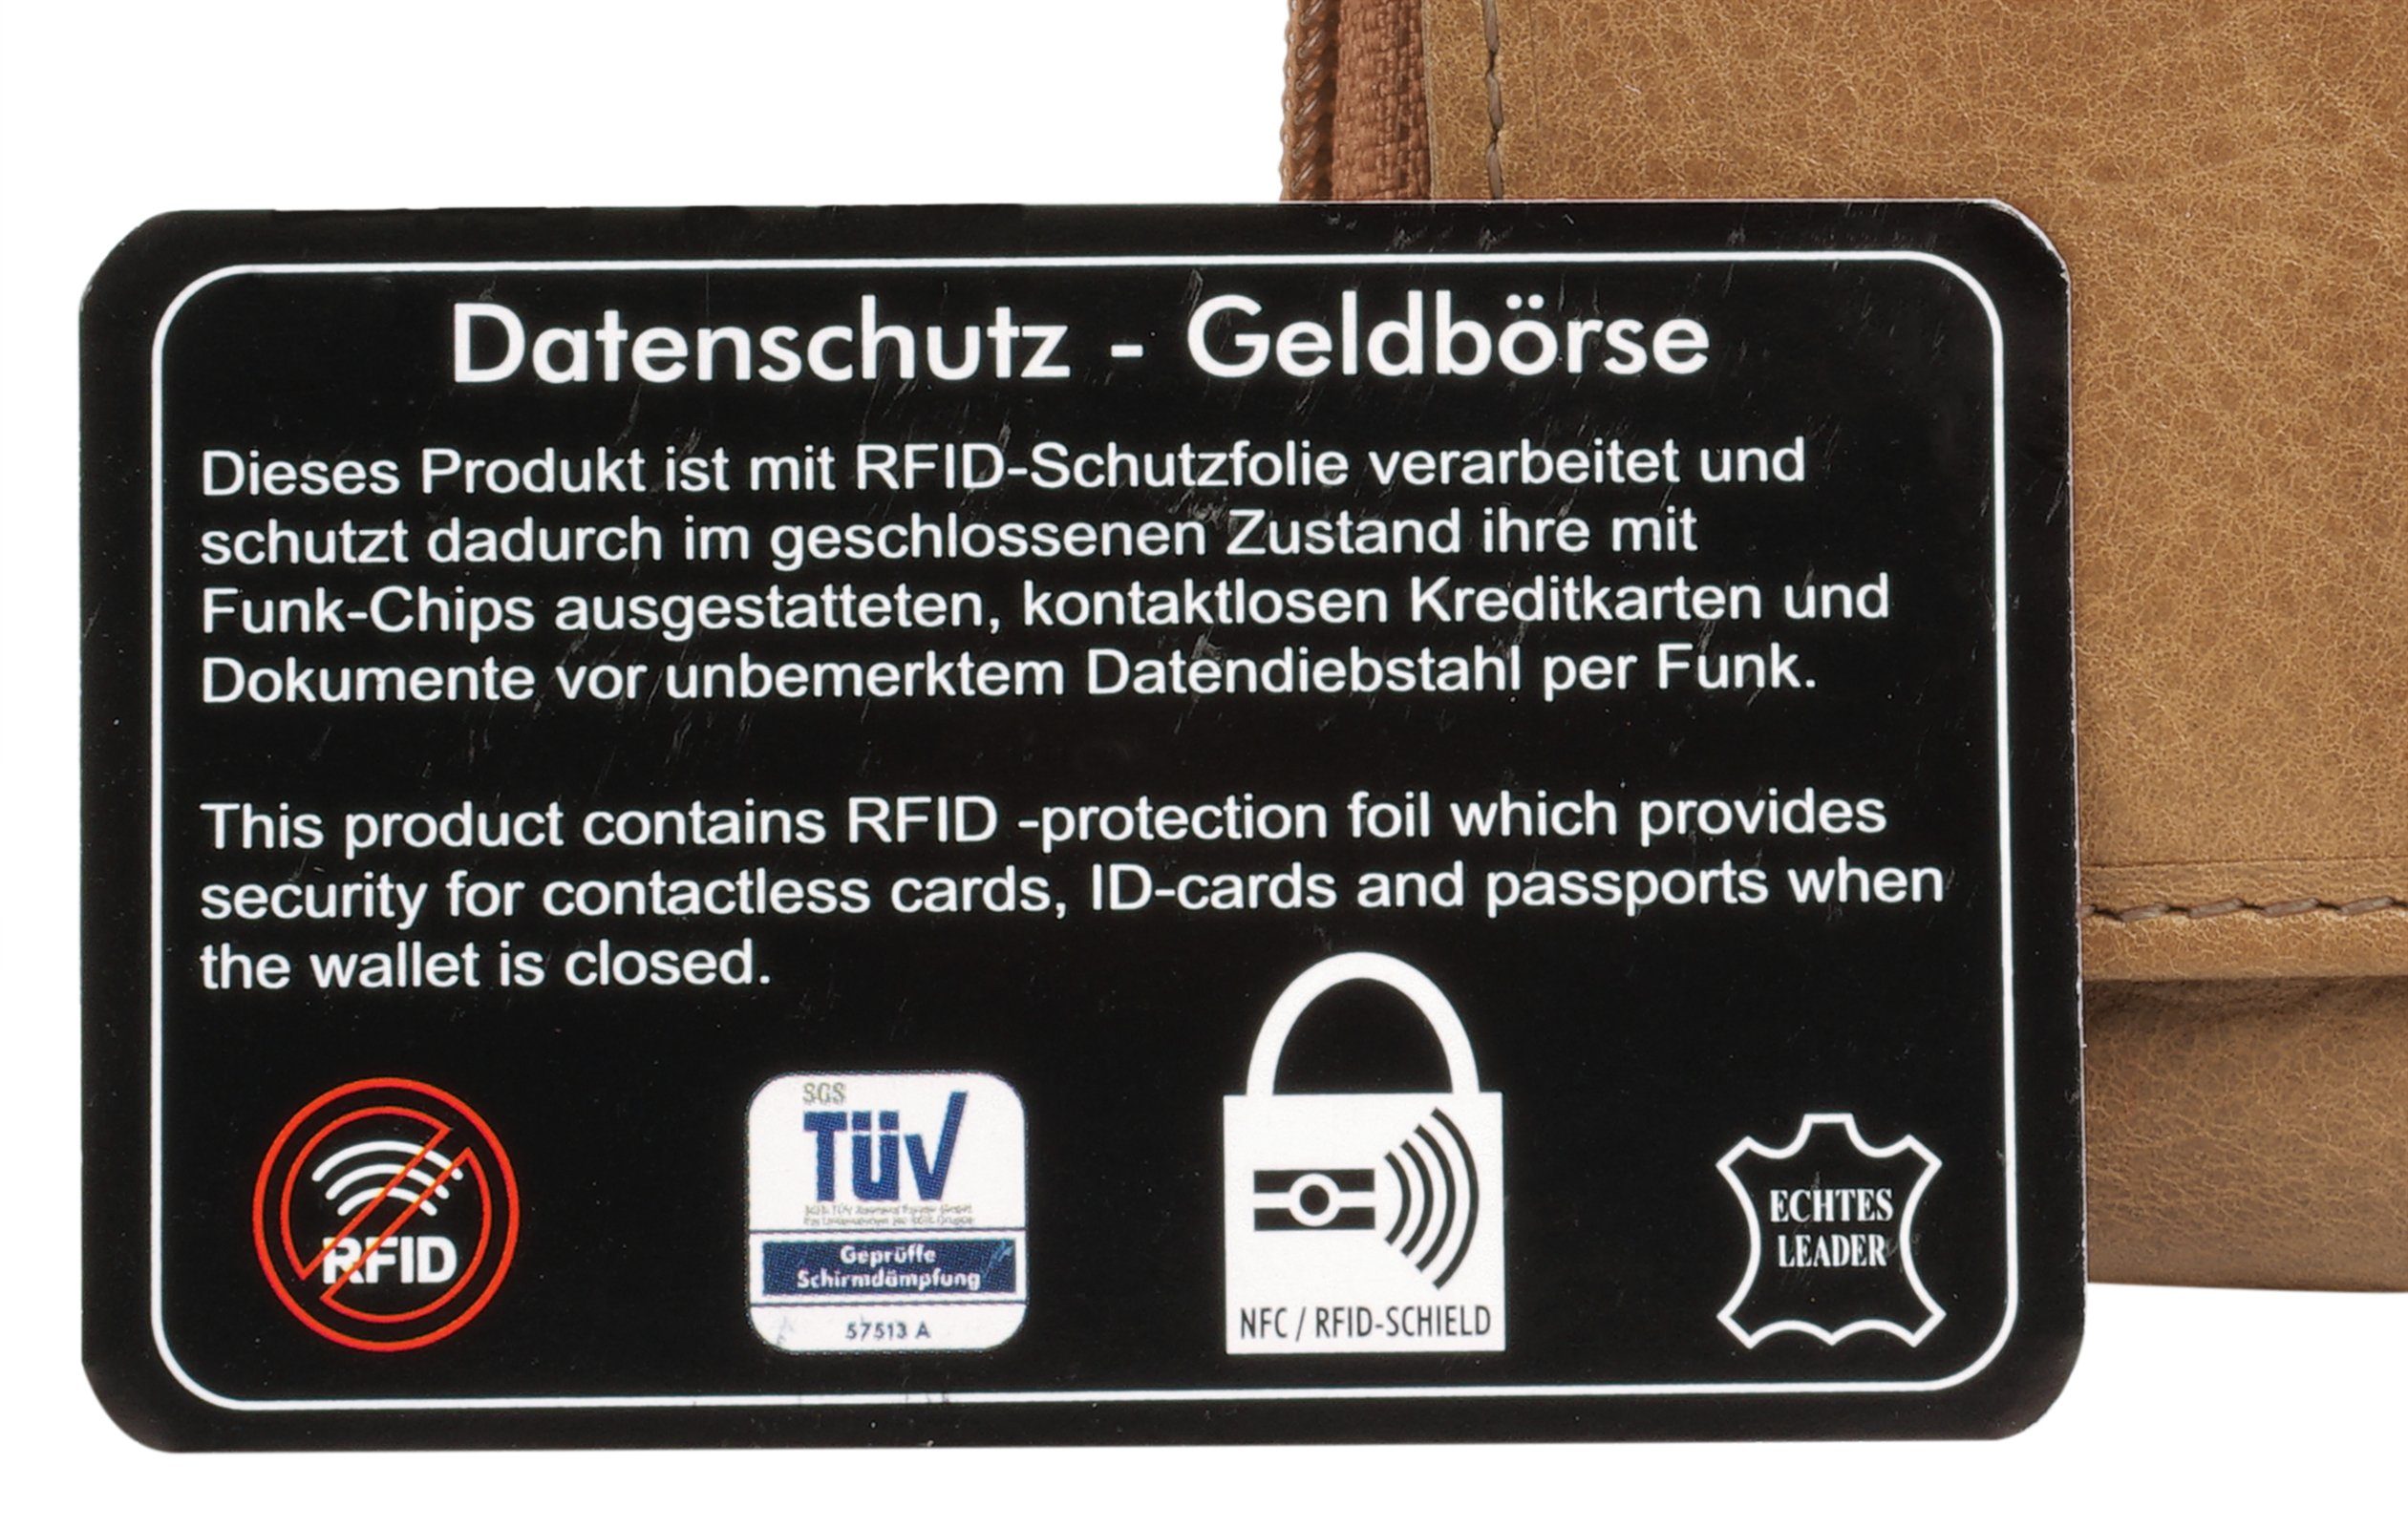 Datenschutz - Geldbörse
Dieses Produkt ist mit RFID-Schutzfolie verarbeitet und
schutzt dadurch im geschlossenen Zustand ihre mit
Funk-Chips ausgestatteten, kontaktlosen Kreditkarten und
Dokumente vor unbemerktem Datendiebstahl per Funk.
This product contains RFID -protection foil which provides
security for contactless cards, ID-cards and passports when
the wallet is closed.
RFID
SGS
TÜV
Geprüffe
Schirmdämpfung
57513 A
NFC / RFID-SCHIELD
ECHTES
LEADER